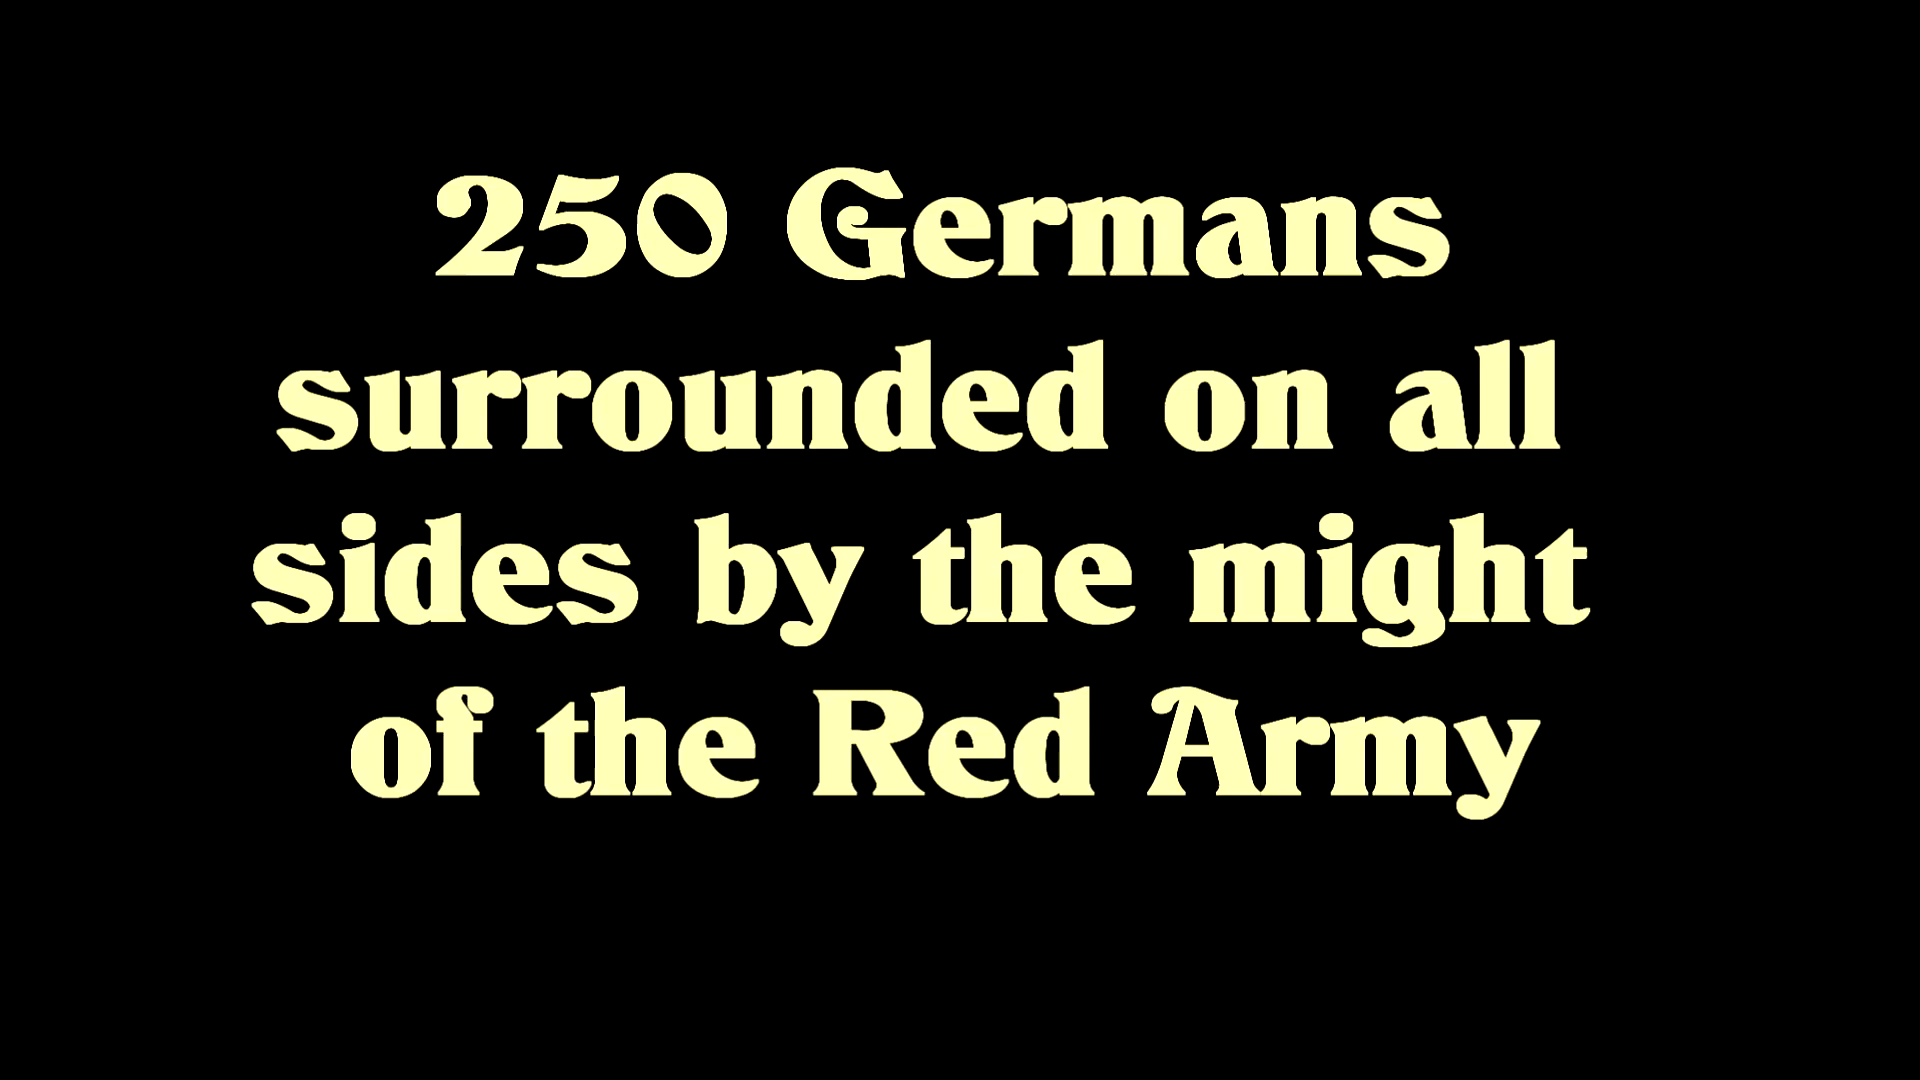 250 Germans
surrounded on all
sides by the might
of the Red Army